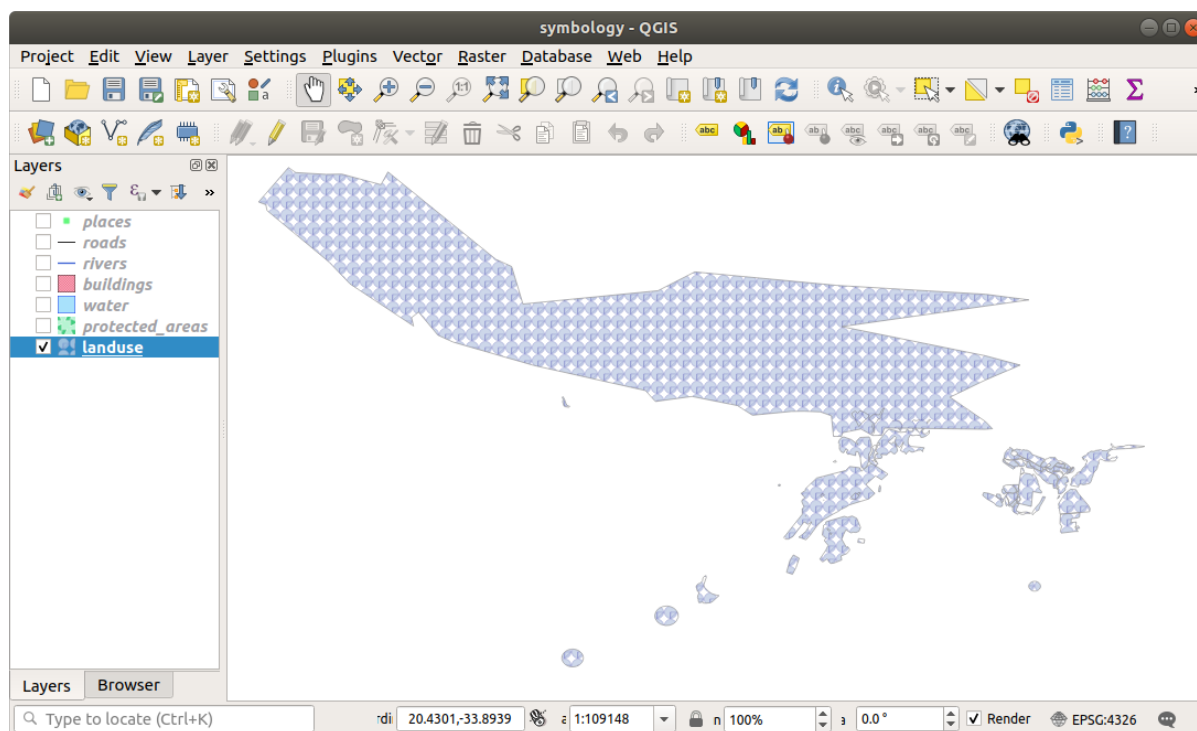 symbology - QGIS
Project Edit View Layer Settings Plugins Vector Raster Database Web Help
Layers
places
roads
rivers
buildings
water
protected_areas
landuse
Layers Browser
Type to locate (Ctrl+K) rdi 20.4301,-33.8939 1:109148 n 100% 0.0 ° Render EPSG:4326